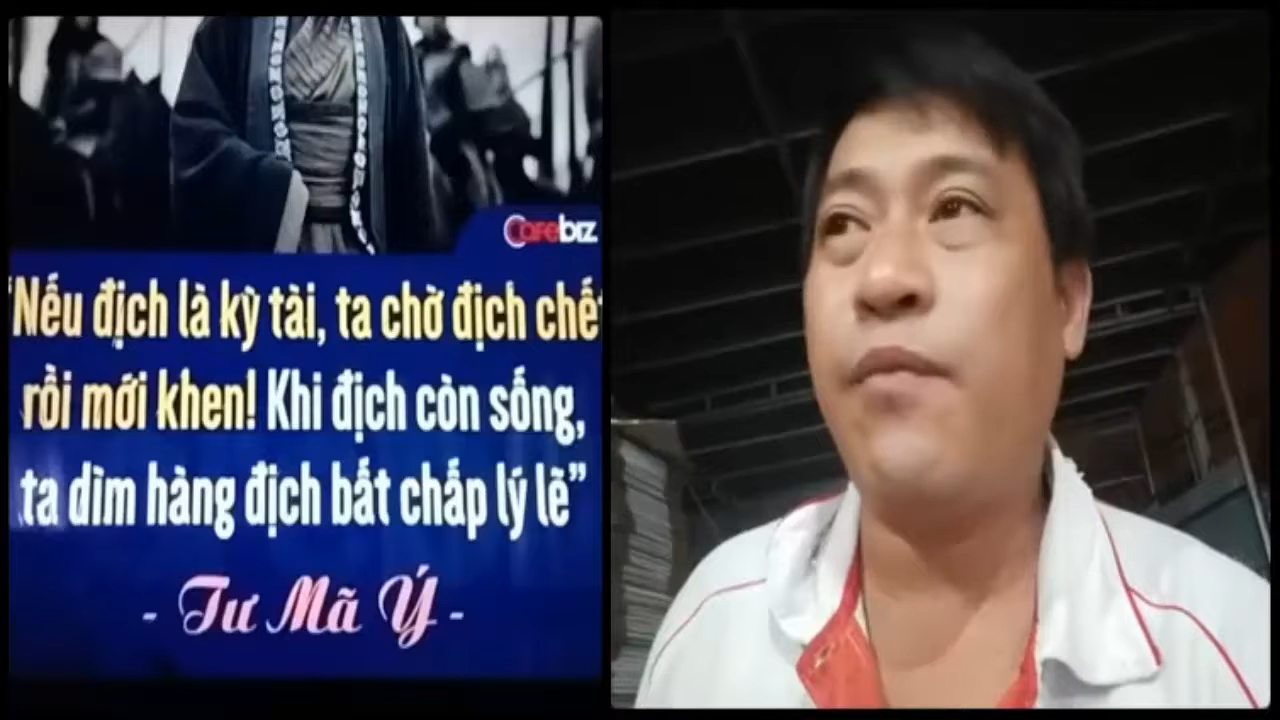 Cafebiz
"Nếu địch là kỳ tài, ta chờ địch chế
rồi mới khen! Khi địch còn sống,
ta dìm hàng địch bất chấp lý lẽ”
- Tư Mã Ý -